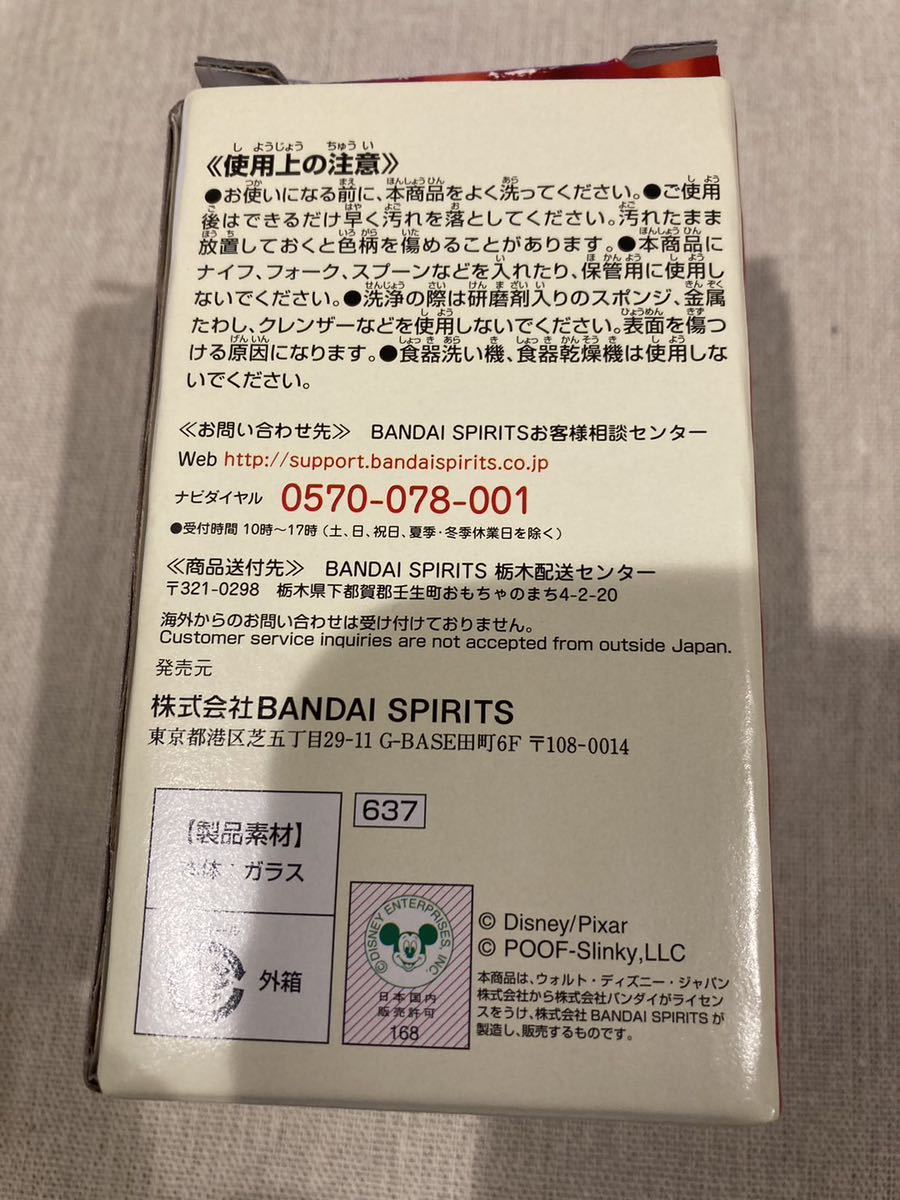 《使用上の注意》
●お使いになる前に、本商品をよく洗ってください。●ご使用
後はできるだけ早く汚れを落としてください。汚れたまま
放置しておくと色柄を傷めることがあります。●本商品に
ナイフ、フォーク、スプーンなどを入れたり、保管用に使用し
ないでください。●洗浄の際は研磨剤入りのスポンジ、金属
たわし、クレンザーなどを使用しないでください。表面を傷つ
ける原因になります。●食器洗い機、食器乾燥機は使用しな
いでください。
≪お問い合わせ先≫ BANDAI SPIRITSお客様相談センター
Web http://support.bandaispirits.co.jp
ナビダイヤル 0570-078-001
●受付時間 10時～17時（土、日、祝日、夏季・冬季休業日を除く）
≪商品送付先≫ BANDAI SPIRITS 栃木配送センター
〒321-0298 栃木県下都賀郡壬生町おもちゃのまち4-2-20
海外からのお問い合わせは受け付けておりません。
Customer service inquiries are not accepted from outside Japan.
発売元
株式会社BANDAI SPIRITS
東京都港区芝五丁目29-11 G-BASE田町6F 〒108-0014
637
【製品素材】
体：ガラス
外箱
©DISNEY ENTERPRISES, INC
日本国内
販売許可
168
© Disney/Pixar
© POOF-Slinky,LLC
本商品は、ウォルト・ディズニー・ジャパン
株式会社から株式会社バンダイがライセン
スをうけ、株式会社 BANDAI SPIRITS が
製造し、販売するものです。